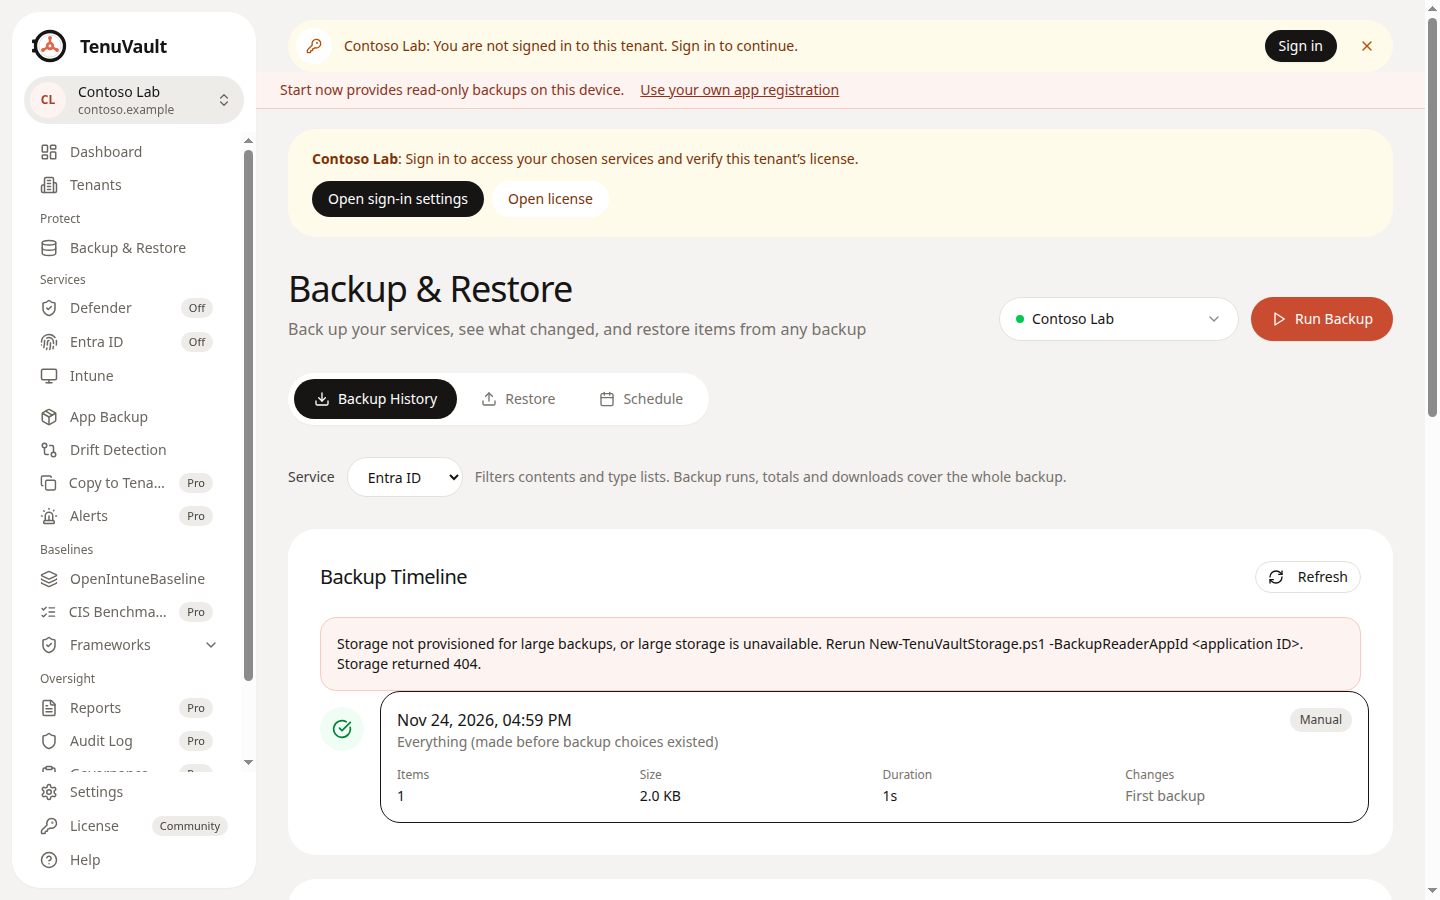 TenuVault
CL
Contoso Lab
contoso.example
Dashboard
Tenants
Protect
Backup & Restore
Services
Defender Off
Entra ID Off
Intune
App Backup
Drift Detection
Copy to Tena... Pro
Alerts Pro
Baselines
OpenIntuneBaseline
CIS Benchma... Pro
Frameworks
Oversight
Reports Pro
Audit Log Pro
Settings
License Community
Help
Contoso Lab: You are not signed in to this tenant. Sign in to continue.
Sign in
Start now provides read-only backups on this device. Use your own app registration
Contoso Lab: Sign in to access your chosen services and verify this tenant’s license.
Open sign-in settings Open license
Backup & Restore
Back up your services, see what changed, and restore items from any backup
Contoso Lab
Run Backup
Backup History Restore Schedule
Service Entra ID Filters contents and type lists. Backup runs, totals and downloads cover the whole backup.
Backup Timeline
Refresh
Storage not provisioned for large backups, or large storage is unavailable. Rerun New-TenuVaultStorage.ps1 -BackupReaderAppId <application ID>.
Storage returned 404.
Nov 24, 2026, 04:59 PM
Manual
Everything (made before backup choices existed)
Items Size Duration Changes
1 2.0 KB 1s First backup